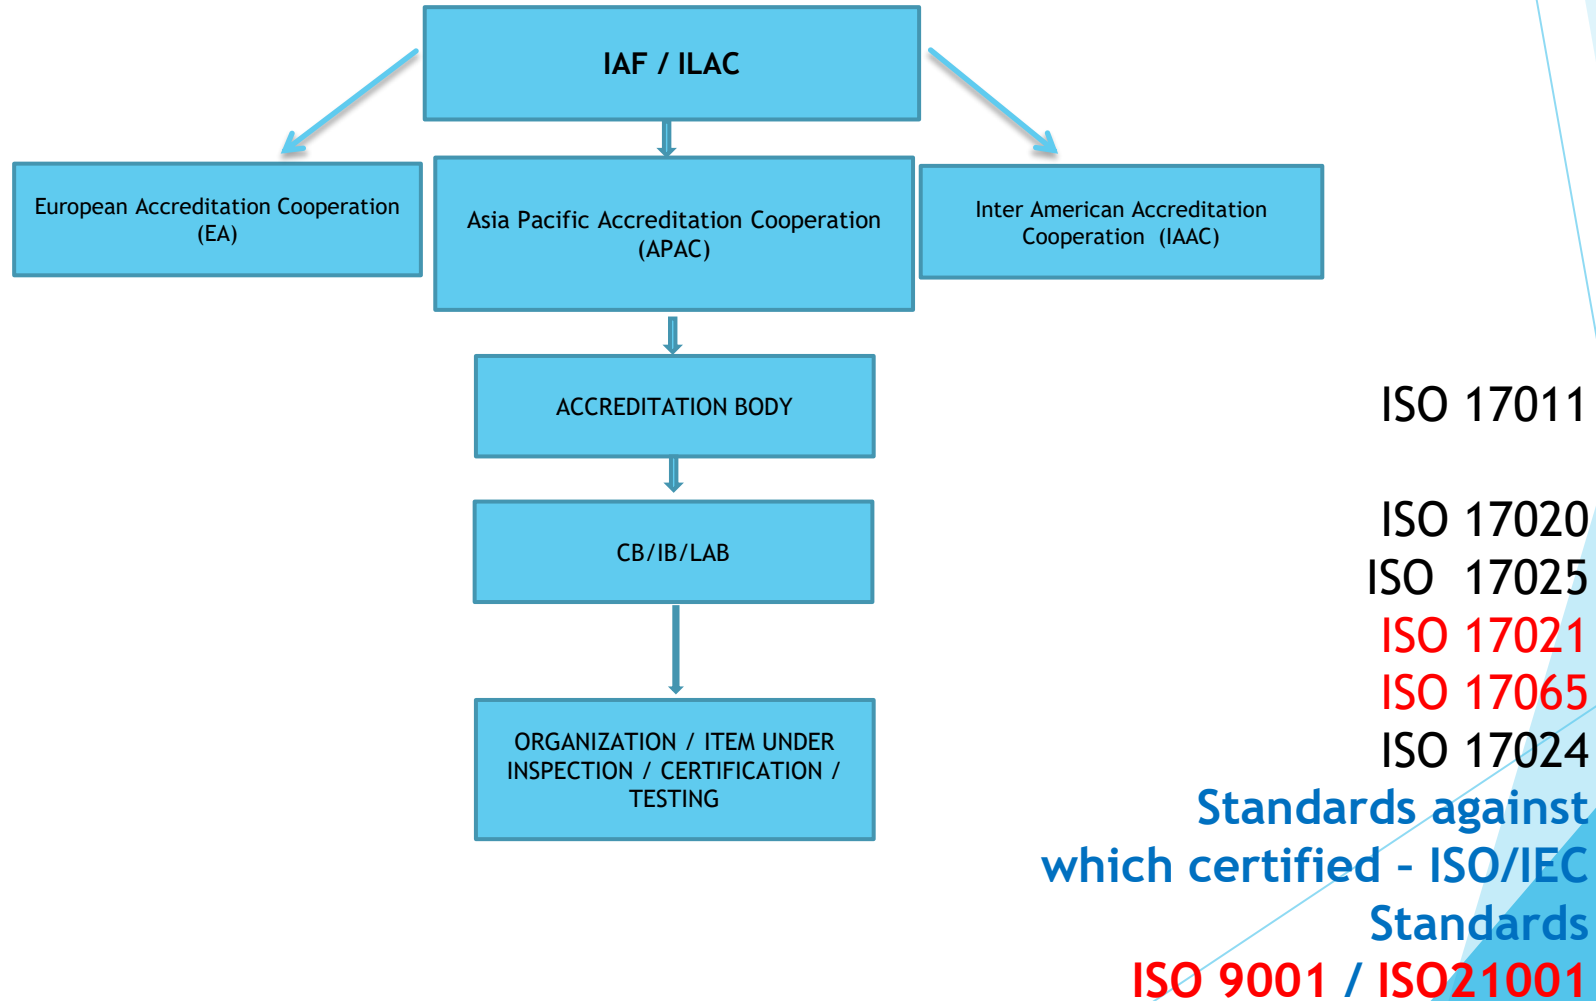 IAF / ILAC
European Accreditation Cooperation
(EA)
Asia Pacific Accreditation Cooperation
(APAC)
Inter American Accreditation
Cooperation (IAAC)
ACCREDITATION BODY
ISO 17011
CB/IB/LAB
ISO 17020
ISO 17025
ISO 17021
ISO 17065
ISO 17024
ORGANIZATION / ITEM UNDER
INSPECTION / CERTIFICATION /
TESTING
Standards against
which certified – ISO/IEC
Standards
ISO 9001 / ISO21001